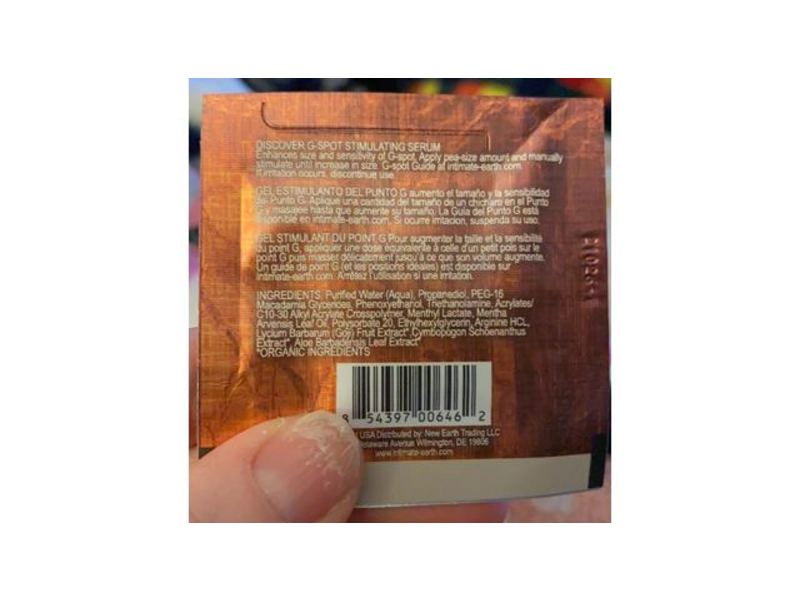 DISCOVER G-SPOT STIMULATING SERUM
Enhances size and sensitivity of G-spot. Apply pea-size amount and manually
stimulate until increase in size. G-spot Guide at intimate-earth.com.
If irritation occurs, discontinue use.
GEL ESTIMULANTO DEL PUNTO G aumento el tamaño y la sensibilidad
del Punto G. Aplique una cantidad del tamaño de un chicharo en el Punto
G y masajee hasta que aumente su tamaño. La Guia del Punto G está
disponible en intimate-earth.com. Si ocurre irritacion, suspenda su uso.
GEL STIMULANT DU POINT G Pour augmenter la taille et la sensibilité
du point G, appliquer une dose équivalente à celle d'un petit pois sur le
point G puis masser délicatement jusqu'à ce que son volume augmente.
Un guide de point G (et les positions idéales) est disponible sur
intimate-earth.com. Arrêtez l'utilisation si une irritation.
INGREDIENTS: Purified Water (Aqua), Propanediol, PEG-16
Macadamia Glycerides, Phenoxyethanol, Triethanolamine, Acrylates/
C10-30 Alkyl Acrylate Crosspolymer, Menthyl Lactate, Mentha
Arvensis Leaf Oil, Polysorbate 20, Ethylhexylglycerin, Arginine HCL,
Lycium Barbarum (Goji) Fruit Extract*, Cymbopogon Schoenanthus
Extract*, Aloe Barbadensis Leaf Extract*
*ORGANIC INGREDIENTS
8 54397 00646 2
USA Distributed by: New Earth Trading LLC
Delaware Avenue Wilmington, DE 19806
www.intimate-earth.com